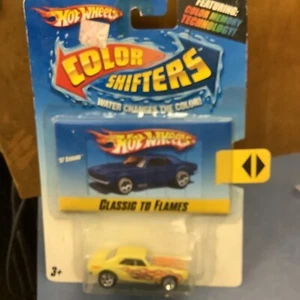 Hot Wheels
FEATURING:
COLOR MEMORY
TECHNOLOGY!
COLOR
SHIFTERS
WATER CHANGES THE COLOR!
Hot Wheels
'67 CAMARO
CLASSIC TO FLAMES
3+